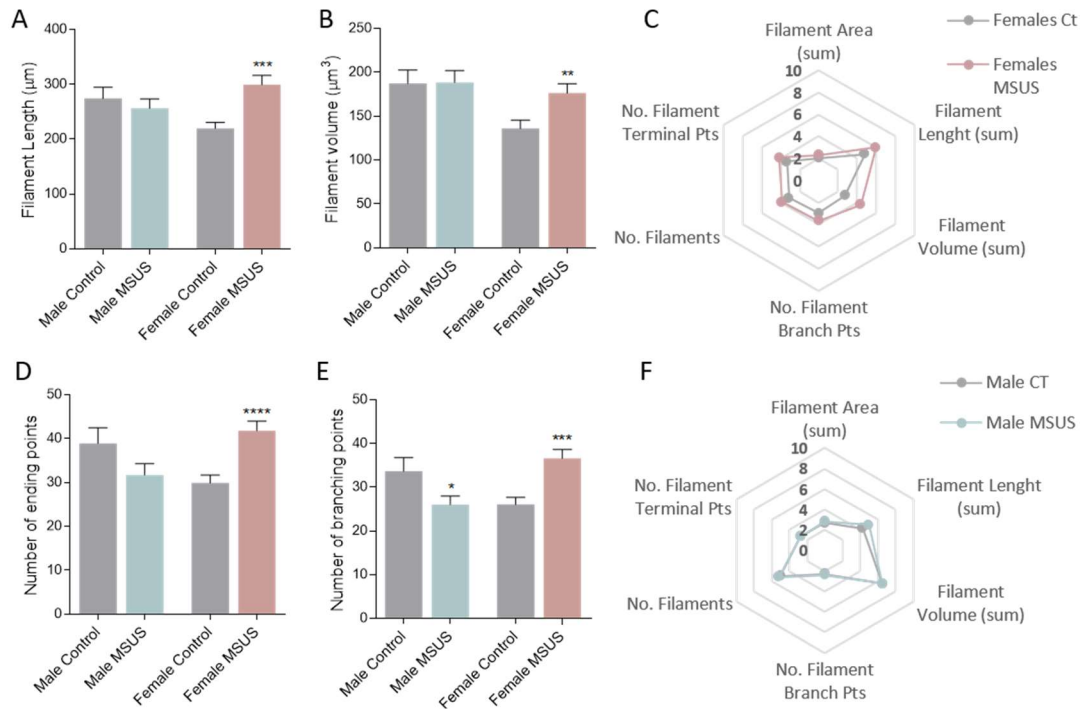 A
Filament Length (µm)
400
300
200
100
0
Male Control
Male MSUS
Female Control
Female MSUS
***
B
Filament volume (µm³)
250
200
150
100
50
0
Male Control
Male MSUS
Female Control
Female MSUS
**
C
Females Ct
Females
MSUS
Filament Area
(sum)
Filament
Lenght (sum)
Filament
Volume (sum)
No. Filament
Branch Pts
No. Filaments
No. Filament
Terminal Pts
10
8
6
4
2
0
D
Number of ending points
50
40
30
20
10
0
Male Control
Male MSUS
Female Control
Female MSUS
****
E
Number of branching points
50
40
30
20
10
0
Male Control
Male MSUS
Female Control
Female MSUS
*
***
F
Male CT
Male MSUS
Filament Area
(sum)
Filament Lenght
(sum)
Filament
Volume (sum)
No. Filament
Branch Pts
No. Filaments
No. Filament
Terminal Pts
10
8
6
4
2
0